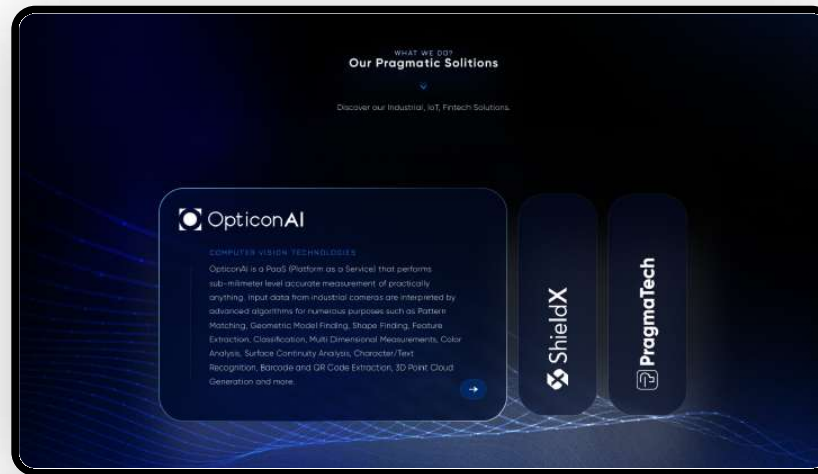 WHAT WE DO?
Our Pragmatic Solitions
Discover our Industrial, IoT, Fintech Solutions.
OpticonAI
COMPUTER VISION TECHNOLOGIES
OpticonAI is a PaaS (Platform as a Service) that performs
sub-milimeter level accurate measurement of practically
anything. Input data from industrial cameras are interpreted by
advanced algorithms for numerous purposes such as Pattern
Matching, Geometric Model Finding, Shape Finding, Feature
Extraction, Classification, Multi Dimensional Measurements, Color
Analysis, Surface Continuity Analysis, Character/Text
Recognition, Barcode and QR Code Extraction, 3D Point Cloud
Generation and more.
ShieldX
PragmaTech